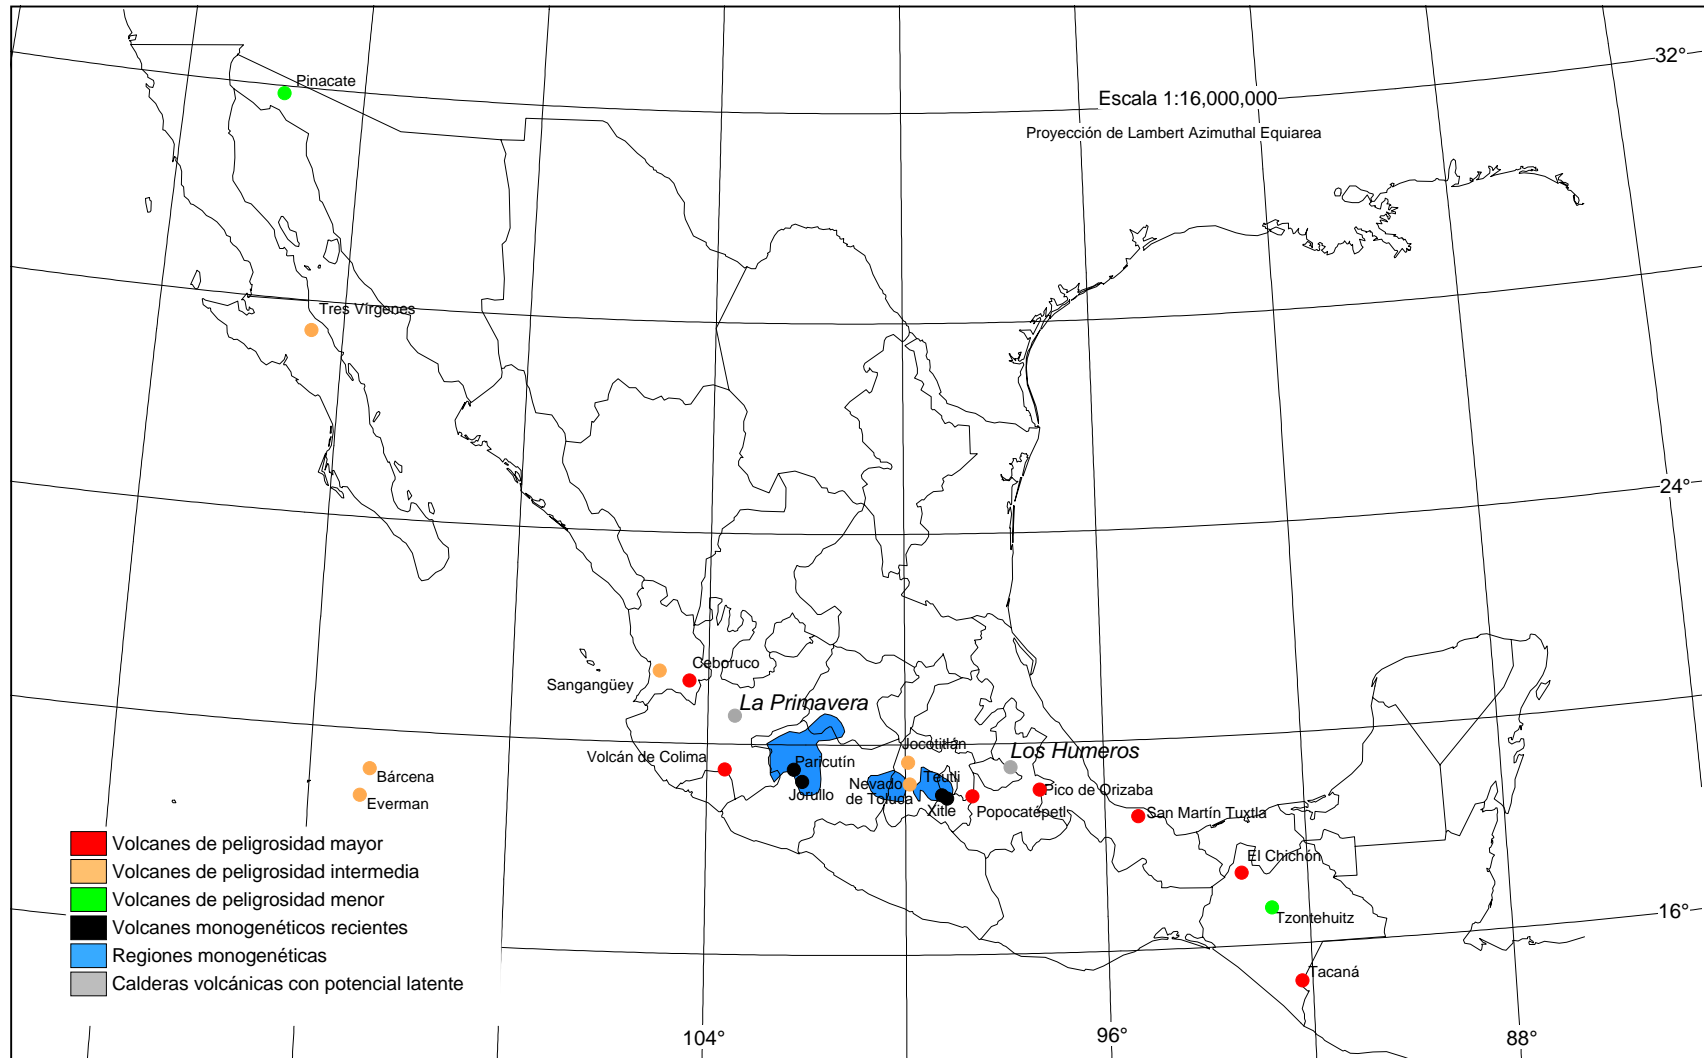 32°
Pinacate
Escala 1:16,000,000
Proyección de Lambert Azimuthal Equiarea
Tres Vírgenes
24°
Ceboruco
Sangangüey
La Primavera
Jocotitlán
Los Humeros
Volcán de Colima
Paricutín
Bárcena
Teutli
Nevado
de Toluca
Jorullo
Everman
Xitle
Popocatépetl
Pico de Orizaba
San Martín Tuxtla
El Chichón
Tzontehuitz
16°
Tacaná
Volcanes de peligrosidad mayor
Volcanes de peligrosidad intermedia
Volcanes de peligrosidad menor
Volcanes monogenéticos recientes
Regiones monogenéticas
Calderas volcánicas con potencial latente
104°
96°
88°